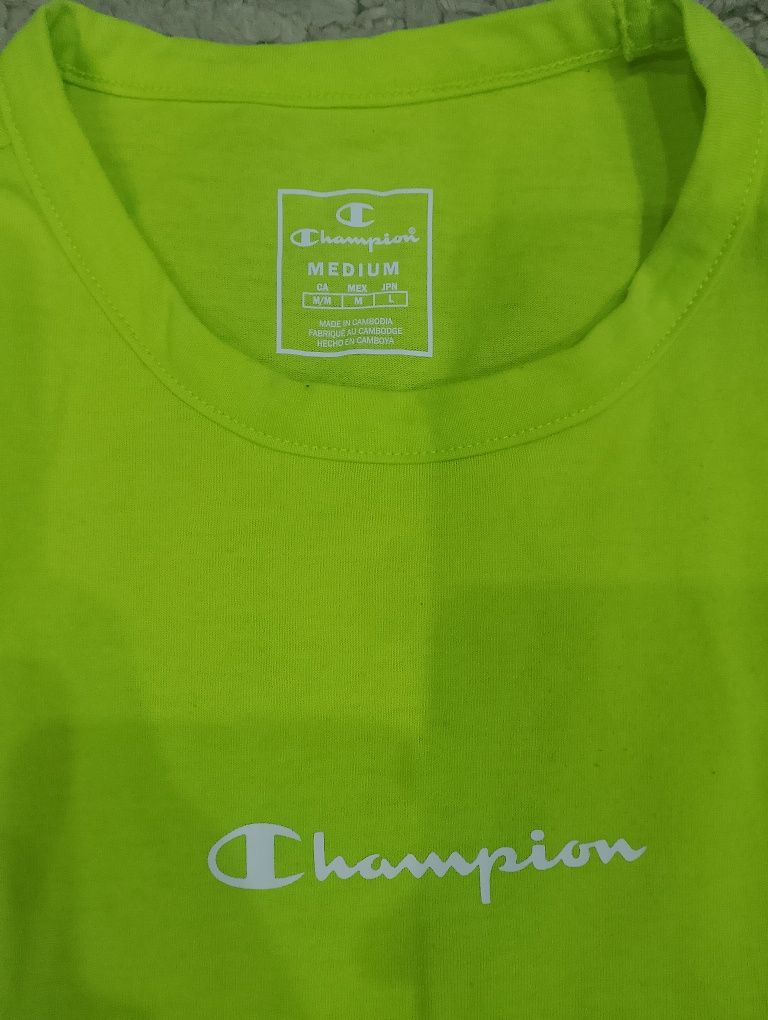 Champion®
MEDIUM
CA MEX JPN
M/M M L
MADE IN CAMBODIA
FABRIQUE AU CAMBODGE
HECHO EN CAMBOYA
Champion